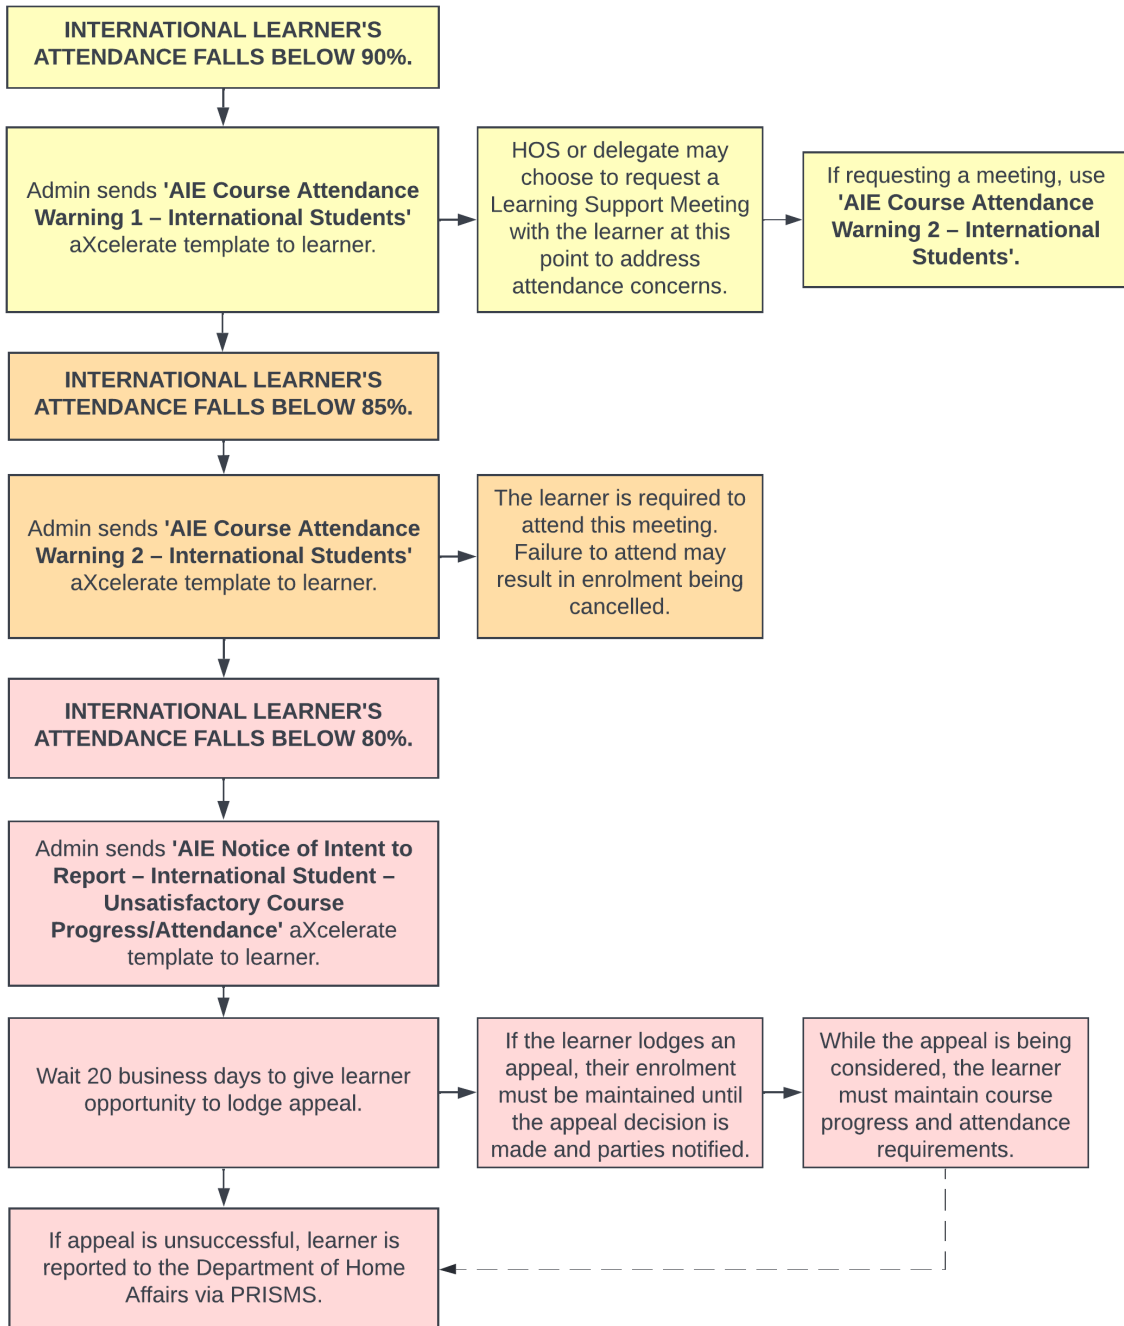 INTERNATIONAL LEARNER'S
ATTENDANCE FALLS BELOW 90%.
Admin sends 'AIE Course Attendance
Warning 1 – International Students'
aXcelerate template to learner.
HOS or delegate may
choose to request a
Learning Support Meeting
with the learner at this
point to address
attendance concerns.
If requesting a meeting, use
'AIE Course Attendance
Warning 2 – International
Students'.
INTERNATIONAL LEARNER'S
ATTENDANCE FALLS BELOW 85%.
Admin sends 'AIE Course Attendance
Warning 2 – International Students'
aXcelerate template to learner.
The learner is required to
attend this meeting.
Failure to attend may
result in enrolment being
cancelled.
INTERNATIONAL LEARNER'S
ATTENDANCE FALLS BELOW 80%.
Admin sends 'AIE Notice of Intent to
Report – International Student –
Unsatisfactory Course
Progress/Attendance' aXcelerate
template to learner.
Wait 20 business days to give learner
opportunity to lodge appeal.
If the learner lodges an
appeal, their enrolment
must be maintained until
the appeal decision is
made and parties notified.
While the appeal is being
considered, the learner
must maintain course
progress and attendance
requirements.
If appeal is unsuccessful, learner is
reported to the Department of Home
Affairs via PRISMS.